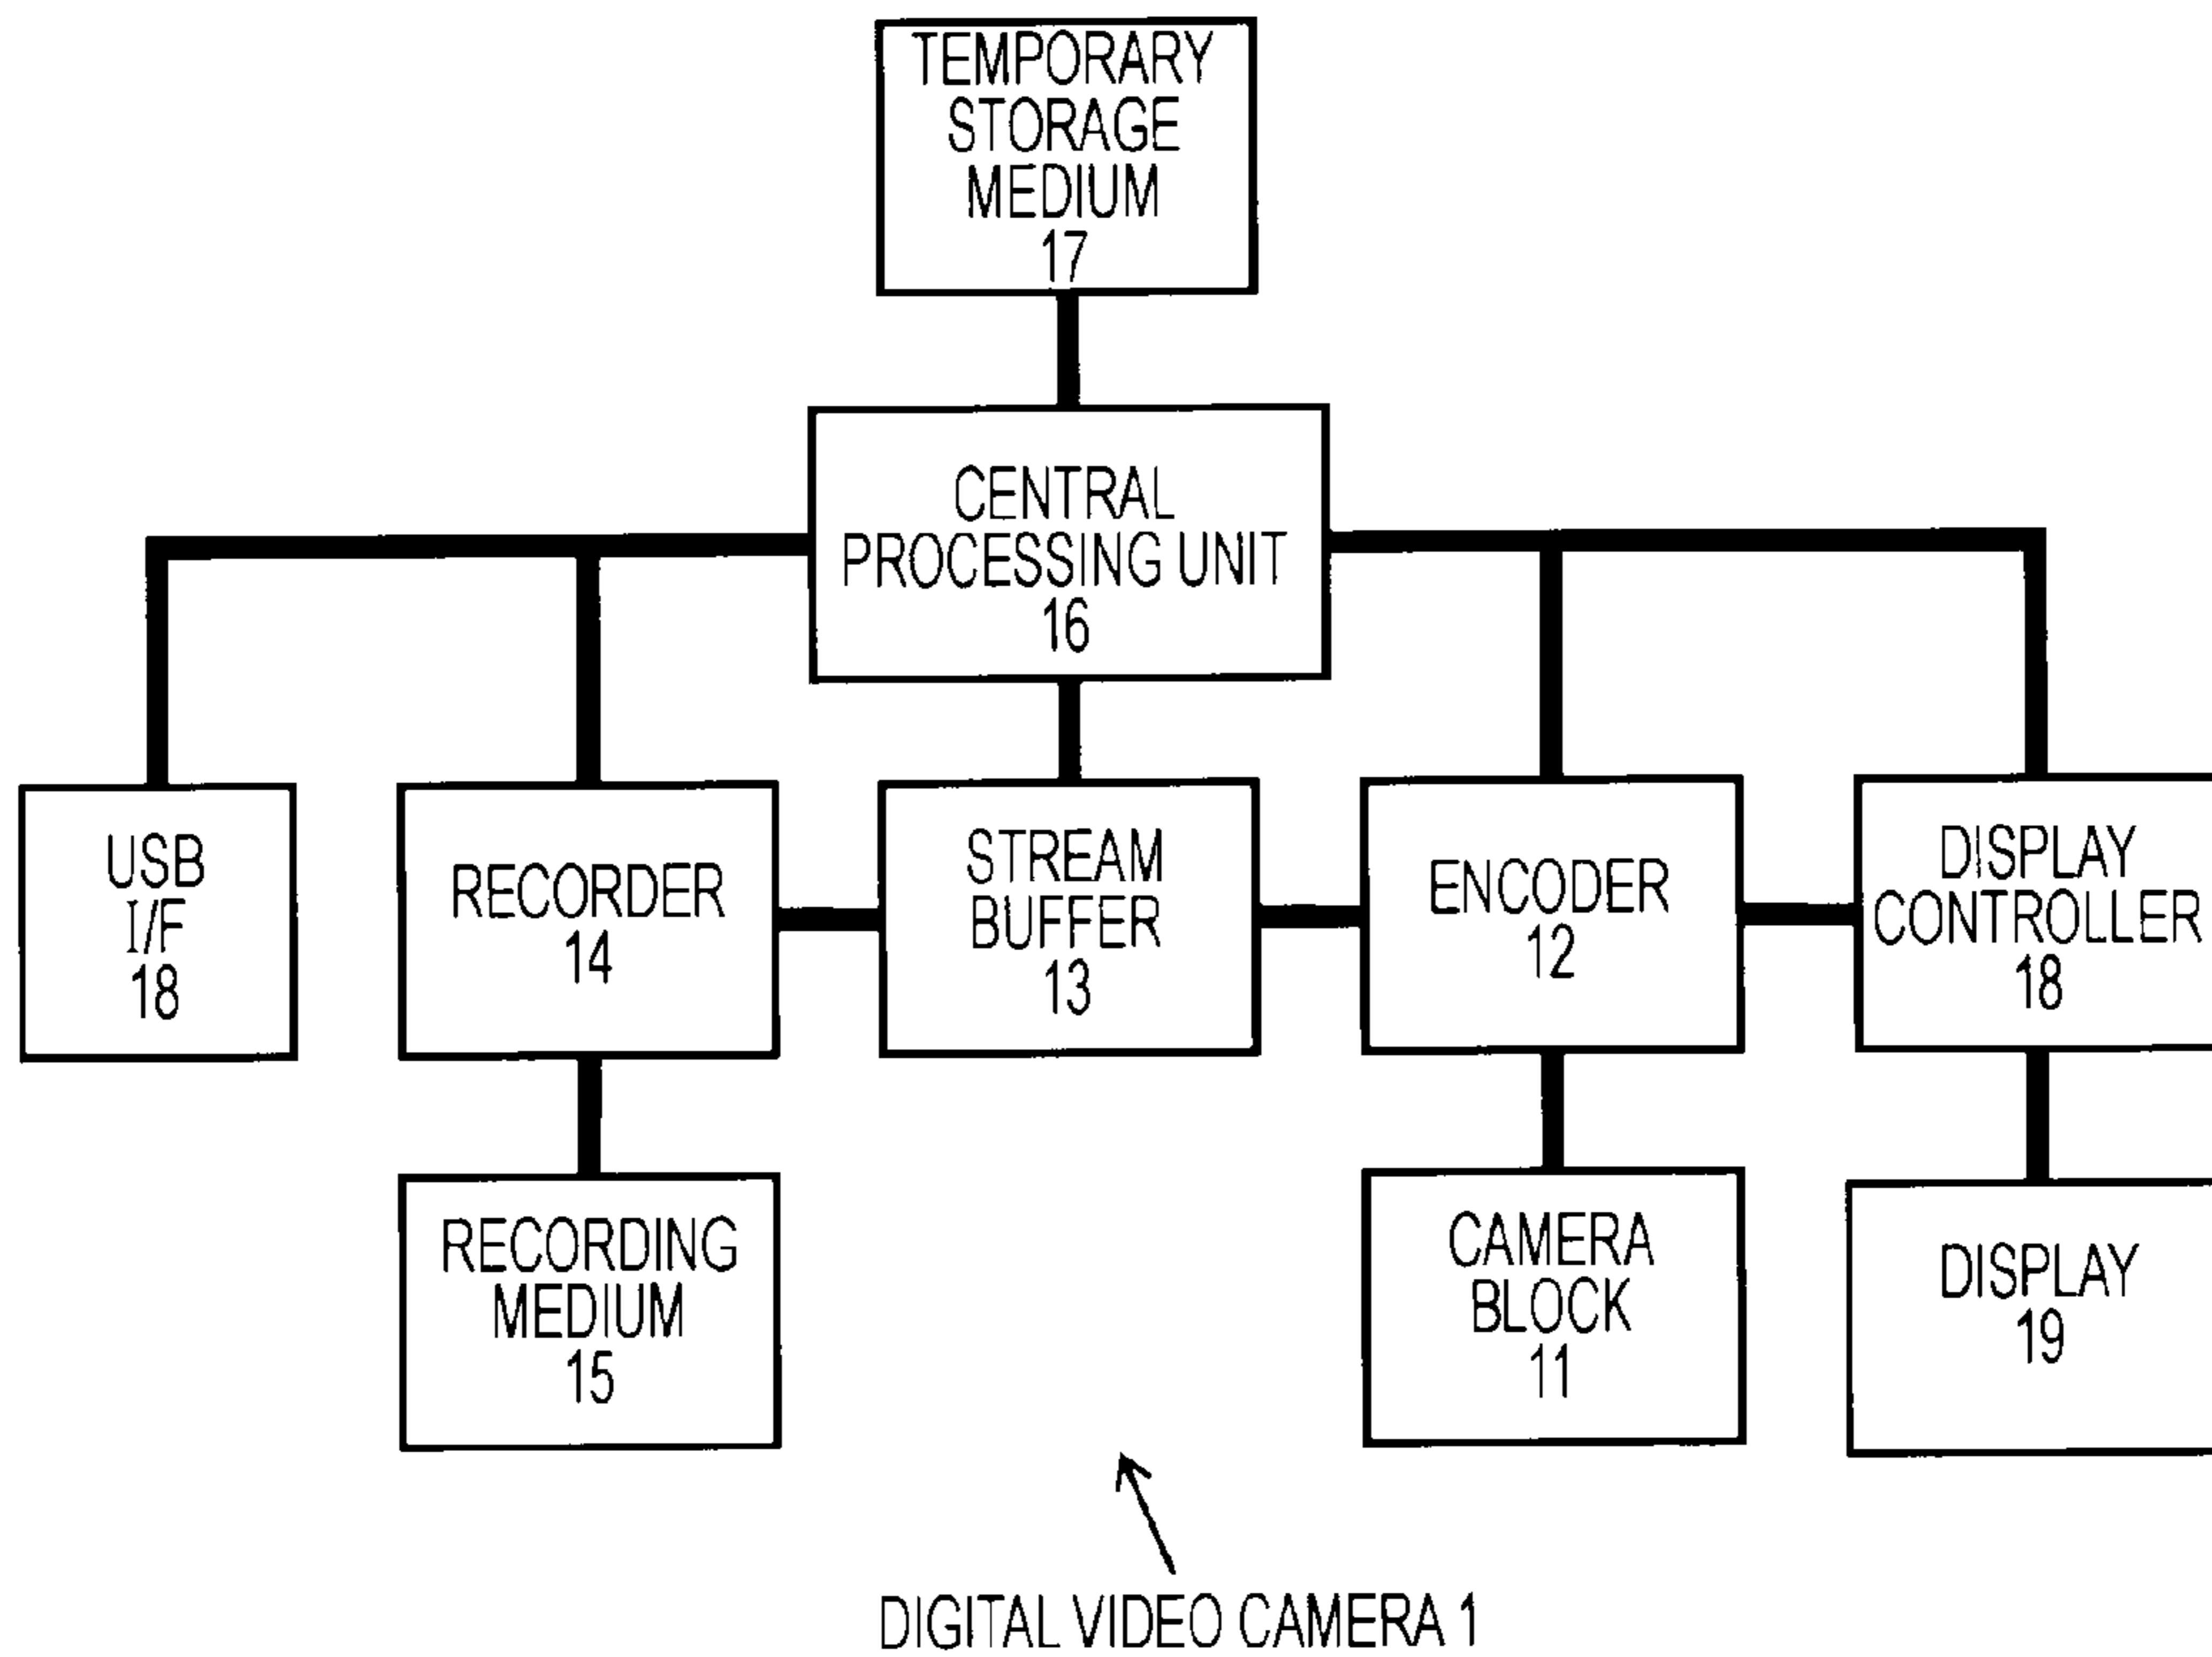 TEMPORARY
STORAGE
MEDIUM
17
CENTRAL
PROCESSING UNIT
16
USB
I/F
18
RECORDER
14
STREAM
BUFFER
13
ENCODER
12
DISPLAY
CONTROLLER
18
RECORDING
MEDIUM
15
CAMERA
BLOCK
11
DISPLAY
19
DIGITAL VIDEO CAMERA 1